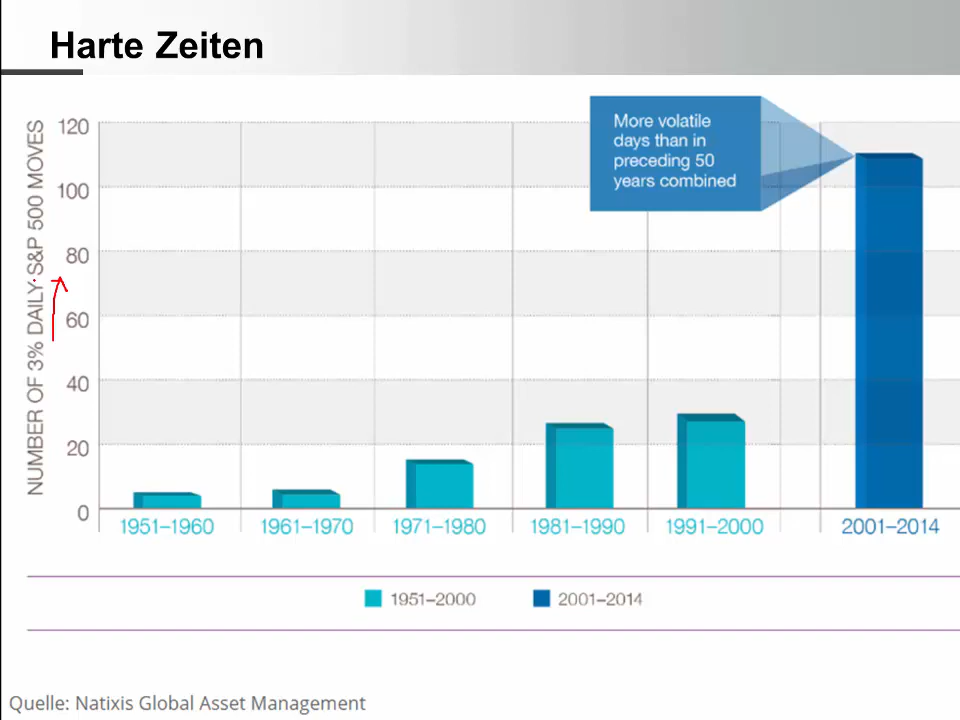 Harte Zeiten
NUMBER OF 3% DAILY S&P 500 MOVES
120
100
80
60
40
20
0
More volatile
days than in
preceding 50
years combined
1951–1960
1961–1970
1971–1980
1981–1990
1991–2000
2001–2014
1951–2000
2001–2014
Quelle: Natixis Global Asset Management